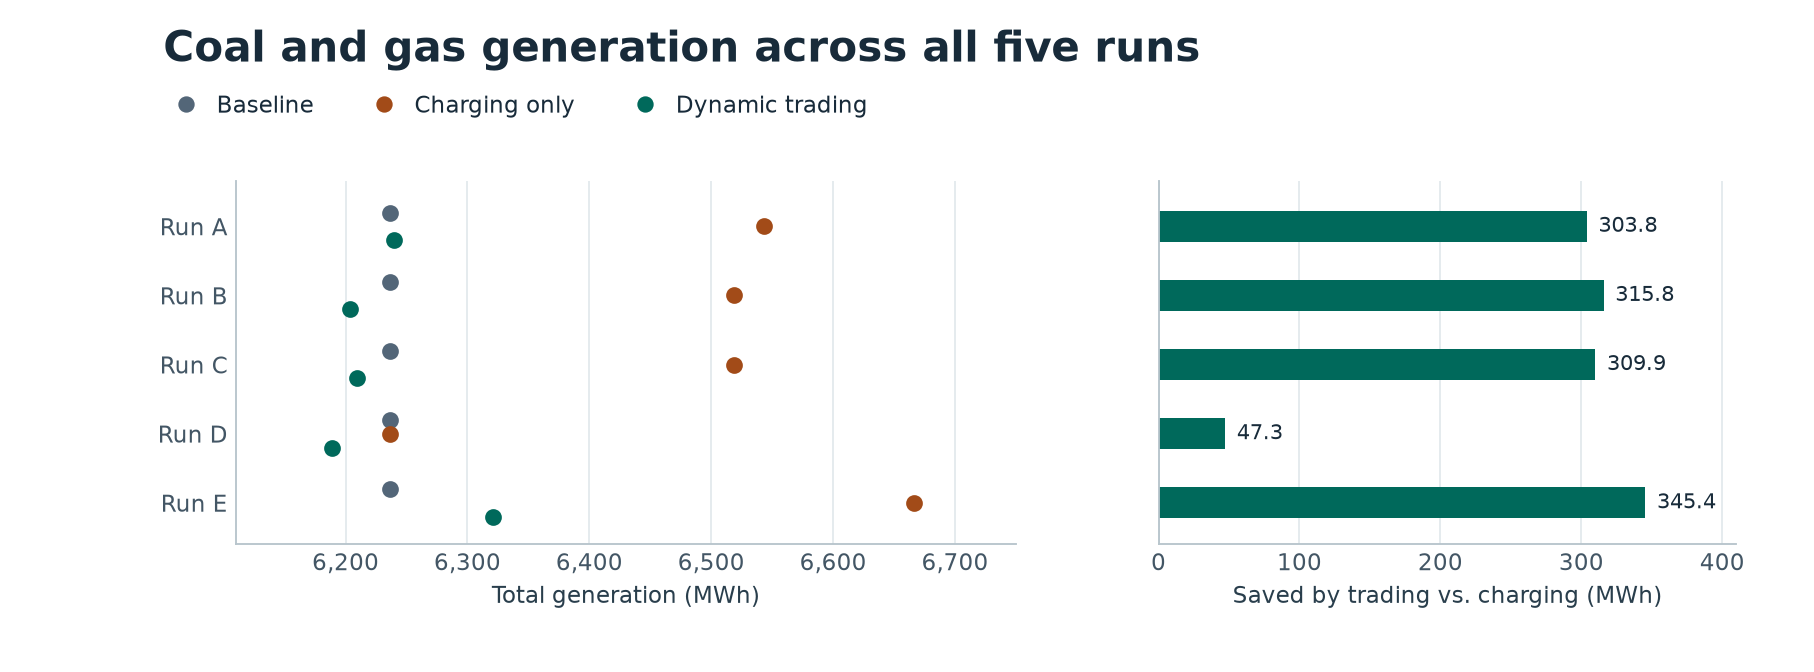 Coal and gas generation across all five runs
Baseline Charging only Dynamic trading
Run A
Run B
Run C
Run D
Run E
6,200 6,300 6,400 6,500 6,600 6,700
Total generation (MWh)
303.8
315.8
309.9
47.3
345.4
0 100 200 300 400
Saved by trading vs. charging (MWh)